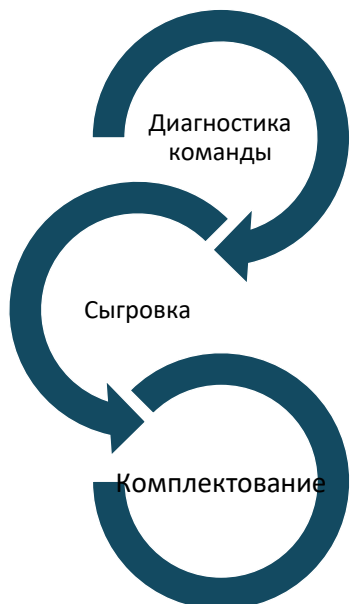 Диагностика
команды
Сыгровка
Комплектование